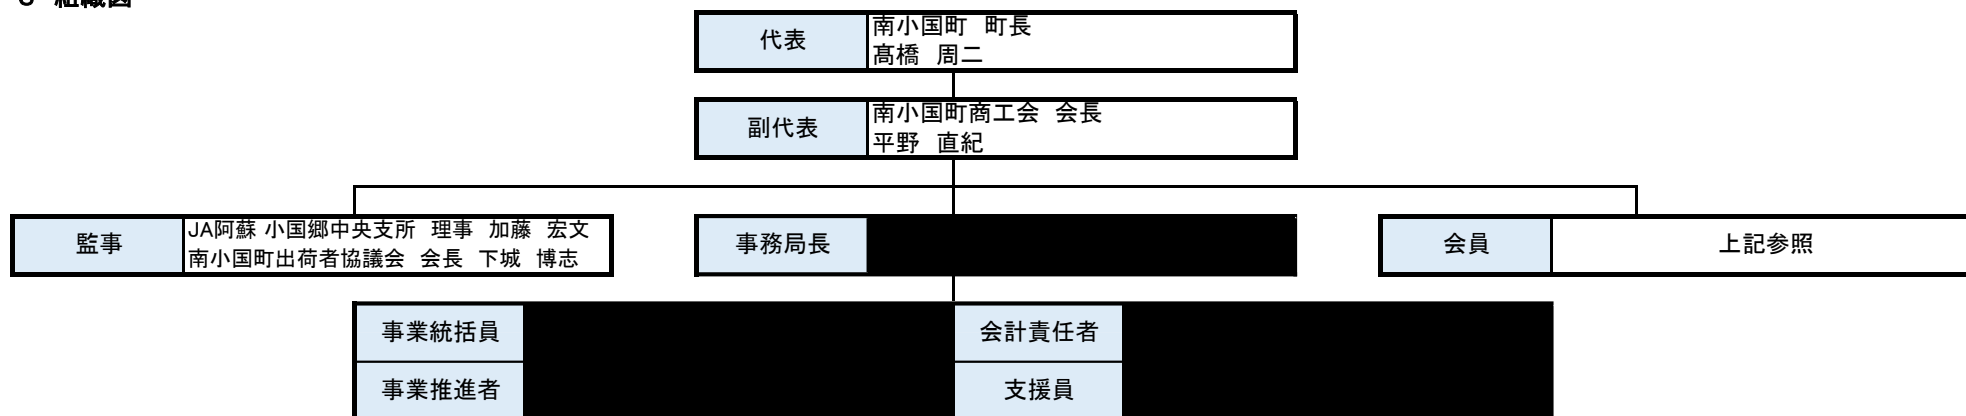 組織図
代表
南小国町 町長
髙橋 周二
副代表
南小国町商工会 会長
平野 直紀
監事
JA阿蘇 小国郷中央支所 理事 加藤 宏文
南小国町出荷者協議会 会長 下城 博志
事務局長
会員
上記参照
事業統括員
会計責任者
事業推進者
支援員